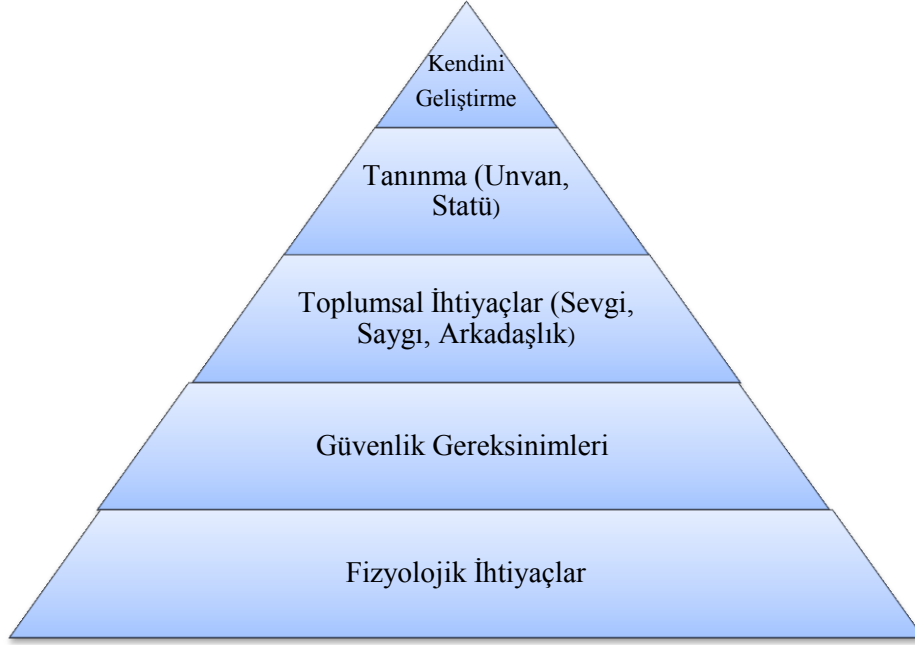 Kendini
Geliştirme
Tanınma (Unvan,
Statü)
Toplumsal İhtiyaçlar (Sevgi,
Saygı, Arkadaşlık)
Güvenlik Gereksinimleri
Fizyolojik İhtiyaçlar